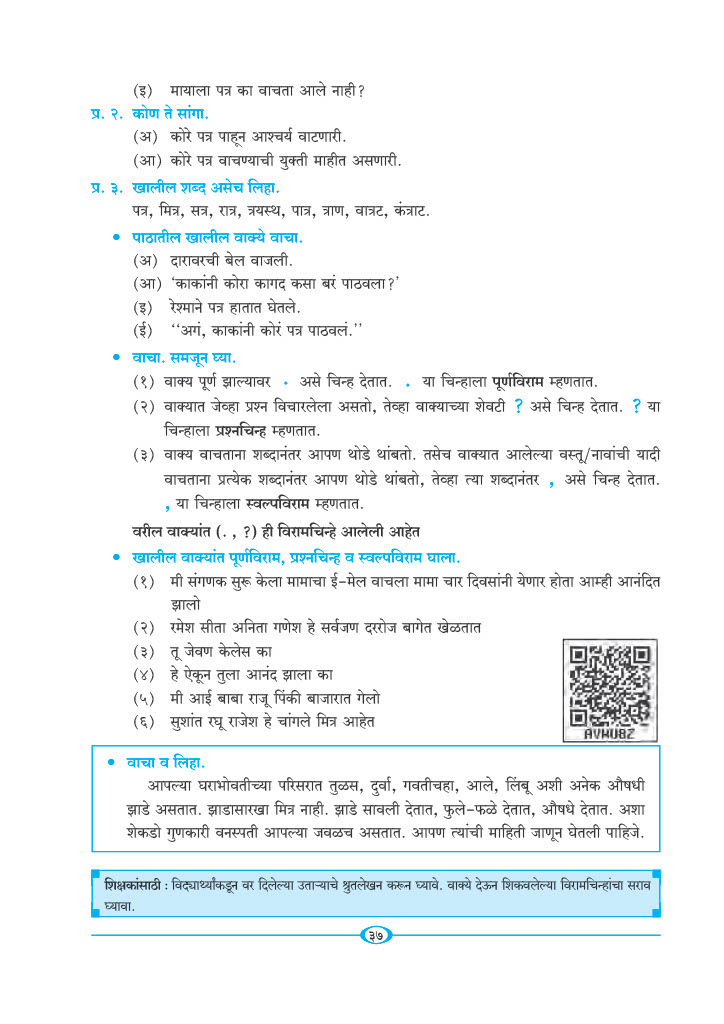 (इ) मायाला पत्र का वाचता आले नाही?
प्र. २. कोण ते सांगा.
(अ) कोरे पत्र पाहून आश्चर्य वाटणारी.
(आ) कोरे पत्र वाचण्याची युक्ती माहीत असणारी.
प्र. ३. खालील शब्द असेच लिहा.
पत्र, मित्र, सत्र, रात्र, त्रयस्थ, पात्र, त्राण, वात्रट, कंत्राट.
• पाठातील खालील वाक्ये वाचा.
(अ) दारावरची बेल वाजली.
(आ) ‘काकांनी कोरा कागद कसा बरं पाठवला?’
(इ) रेश्माने पत्र हातात घेतले.
(ई) ‘‘अगं, काकांनी कोरं पत्र पाठवलं.’’
• वाचा. समजून घ्या.
(१) वाक्य पूर्ण झाल्यावर . असे चिन्ह देतात. . या चिन्हाला पूर्णविराम म्हणतात.
(२) वाक्यात जेव्हा प्रश्न विचारलेला असतो, तेव्हा वाक्याच्या शेवटी ? असे चिन्ह देतात. ? या
चिन्हाला प्रश्नचिन्ह म्हणतात.
(३) वाक्य वाचताना शब्दानंतर आपण थोडे थांबतो. तसेच वाक्यात आलेल्या वस्तू/नावांची यादी
वाचताना प्रत्येक शब्दानंतर आपण थोडे थांबतो, तेव्हा त्या शब्दानंतर , असे चिन्ह देतात.
, या चिन्हाला स्वल्पविराम म्हणतात.
वरील वाक्यांत (. , ?) ही विरामचिन्हे आलेली आहेत
• खालील वाक्यांत पूर्णविराम, प्रश्नचिन्ह व स्वल्पविराम घाला.
(१) मी संगणक सुरू केला मामाचा ई-मेल वाचला मामा चार दिवसांनी येणार होता आम्ही आनंदित
झालो
(२) रमेश सीता अनिता गणेश हे सर्वजण दररोज बागेत खेळतात
(३) तू जेवण केलेस का
(४) हे ऐकून तुला आनंद झाला का
(५) मी आई बाबा राजू पिंकी बाजारात गेलो
(६) सुशांत रघू राजेश हे चांगले मित्र आहेत
AVHU8Z
• वाचा व लिहा.
आपल्या घराभोवतीच्या परिसरात तुळस, दुर्वा, गवतीचहा, आले, लिंबू अशी अनेक औषधी
झाडे असतात. झाडासारखा मित्र नाही. झाडे सावली देतात, फुले-फळे देतात, औषधे देतात. अशा
शेकडो गुणकारी वनस्पती आपल्या जवळच असतात. आपण त्यांची माहिती जाणून घेतली पाहिजे.
शिक्षकांसाठी : विद्यार्थ्यांकडून वर दिलेल्या उताऱ्याचे श्रुतलेखन करून घ्यावे. वाक्ये देऊन शिकवलेल्या विरामचिन्हांचा सराव
घ्यावा.
३७